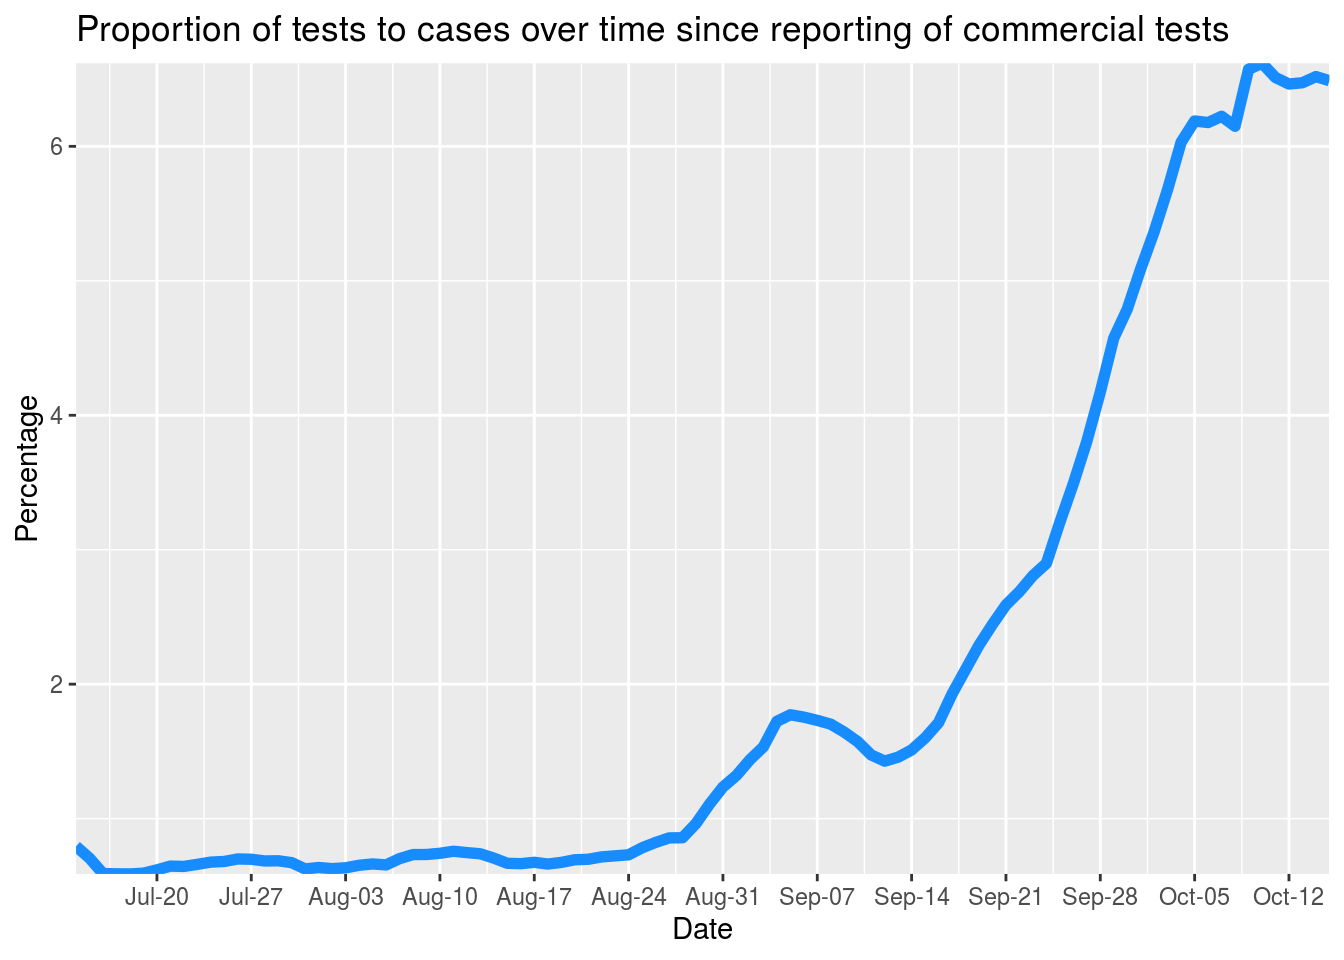 Proportion of tests to cases over time since reporting of commercial tests
Percentage
6
4
2
Jul-20 Jul-27 Aug-03 Aug-10 Aug-17 Aug-24 Aug-31 Sep-07 Sep-14 Sep-21 Sep-28 Oct-05 Oct-12
Date